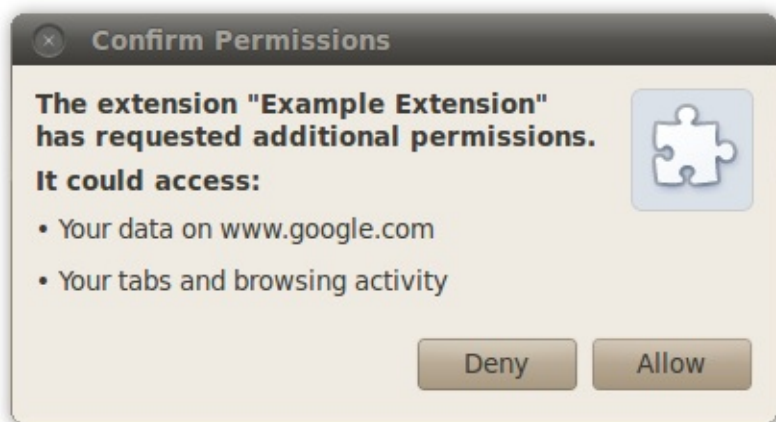 Confirm Permissions
The extension "Example Extension"
has requested additional permissions.
It could access:
• Your data on www.google.com
• Your tabs and browsing activity
Deny
Allow